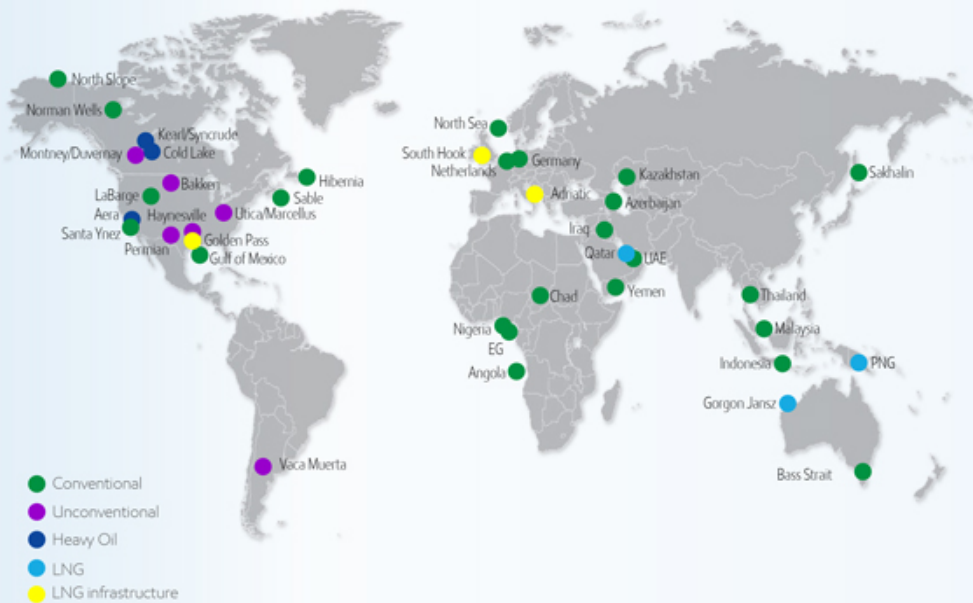 North Slope
Norman Wells
Kearl/Syncrude
Montney/Duvernay
Cold Lake
Bakken
LaBarge
Hibernia
Sable
Aera
Haynesville
Utica/Marcellus
Santa Ynez
Golden Pass
Permian
Gulf of Mexico
Vaca Muerta
North Sea
South Hook
Netherlands
Germany
Adriatic
Kazakhstan
Azerbaijan
Iraq
Qatar
UAE
Yemen
Chad
Nigeria
EG
Angola
Sakhalin
Thailand
Malaysia
Indonesia
PNG
Gorgon Jansz
Bass Strait
Conventional
Unconventional
Heavy Oil
LNG
LNG infrastructure